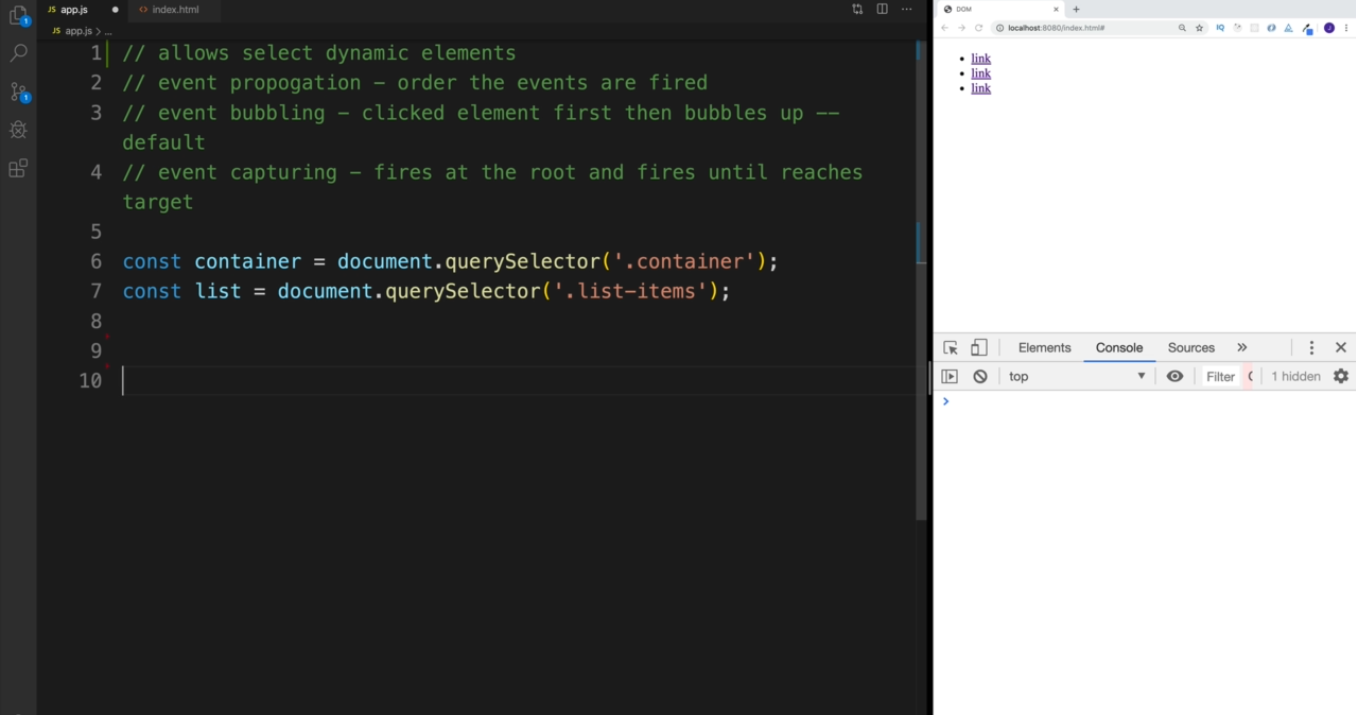 JS app.js
<> index.html
JS app.js > ...
1 // allows select dynamic elements
2 // event propogation – order the events are fired
3 // event bubbling – clicked element first then bubbles up ––
default
4 // event capturing – fires at the root and fires until reaches
target
5
6 const container = document.querySelector('.container');
7 const list = document.querySelector('.list-items');
8
9
10
1
1
DOM
localhost:8080/index.html#
IQ
J
link
link
link
Elements Console Sources »
top Filter 1 hidden